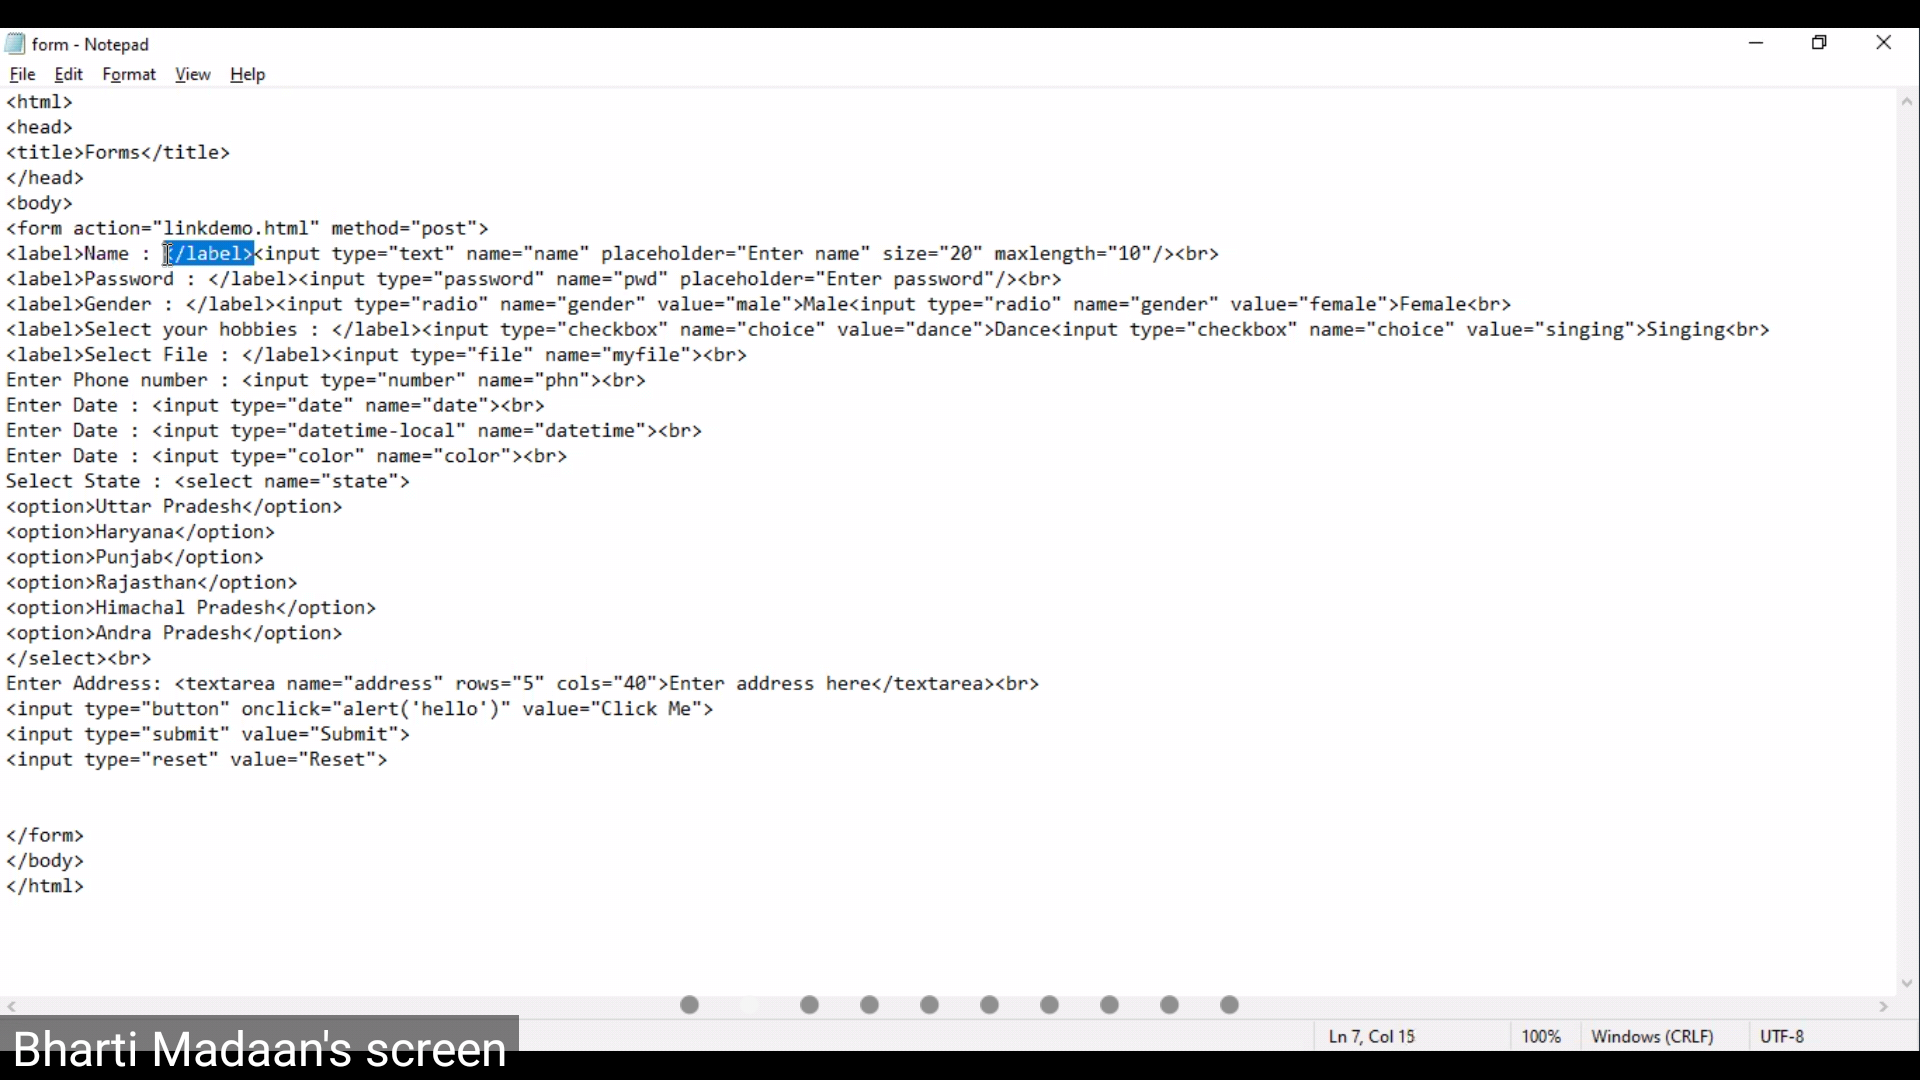 form - Notepad
File Edit Format View Help
<html>
<head>
<title>Forms</title>
</head>
<body>
<form action="linkdemo.html" method="post">
<label>Name : </label><input type="text" name="name" placeholder="Enter name" size="20" maxlength="10"/><br>
<label>Password : </label><input type="password" name="pwd" placeholder="Enter password"/><br>
<label>Gender : </label><input type="radio" name="gender" value="male">Male<input type="radio" name="gender" value="female">Female<br>
<label>Select your hobbies : </label><input type="checkbox" name="choice" value="dance">Dance<input type="checkbox" name="choice" value="singing">Singing<br>
<label>Select File : </label><input type="file" name="myfile"><br>
Enter Phone number : <input type="number" name="phn"><br>
Enter Date : <input type="date" name="date"><br>
Enter Date : <input type="datetime-local" name="datetime"><br>
Enter Date : <input type="color" name="color"><br>
Select State : <select name="state">
<option>Uttar Pradesh</option>
<option>Haryana</option>
<option>Punjab</option>
<option>Rajasthan</option>
<option>Himachal Pradesh</option>
<option>Andra Pradesh</option>
</select><br>
Enter Address: <textarea name="address" rows="5" cols="40">Enter address here</textarea><br>
<input type="button" onclick="alert('hello')" value="Click Me">
<input type="submit" value="Submit">
<input type="reset" value="Reset">
</form>
</body>
</html>
Ln 7, Col 15 100% Windows (CRLF) UTF-8
Bharti Madaan's screen